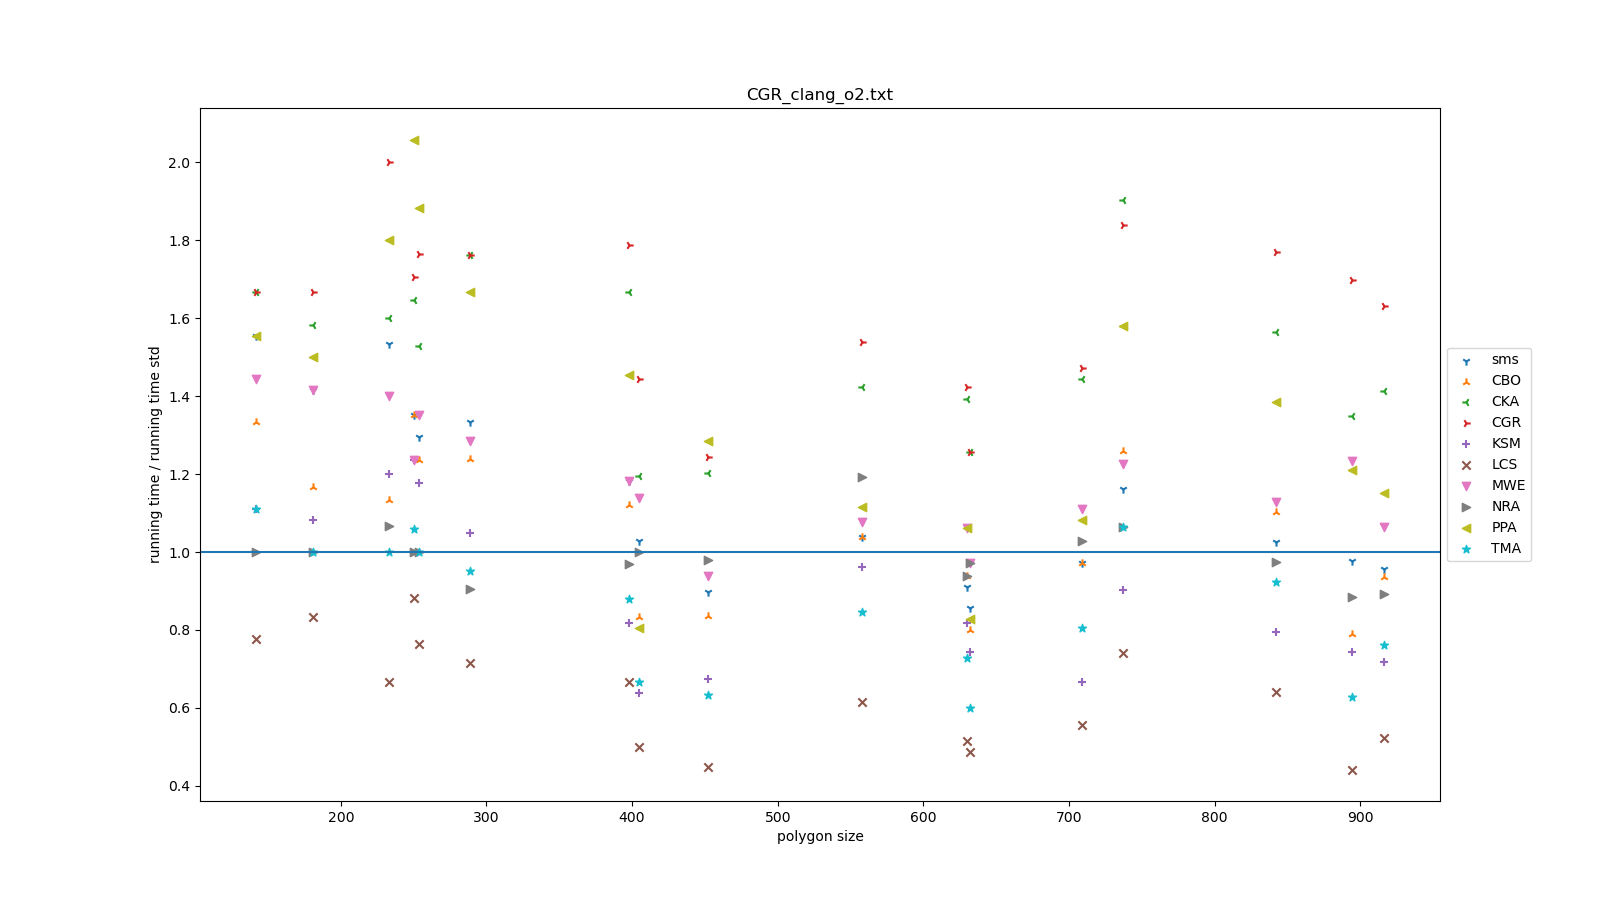 CGR_clang_o2.txt
running time / running time std
2.0
1.8
1.6
1.4
1.2
1.0
0.8
0.6
0.4
200 300 400 500 600 700 800 900
polygon size
sms
CBO
CKA
CGR
KSM
LCS
MWE
NRA
PPA
TMA